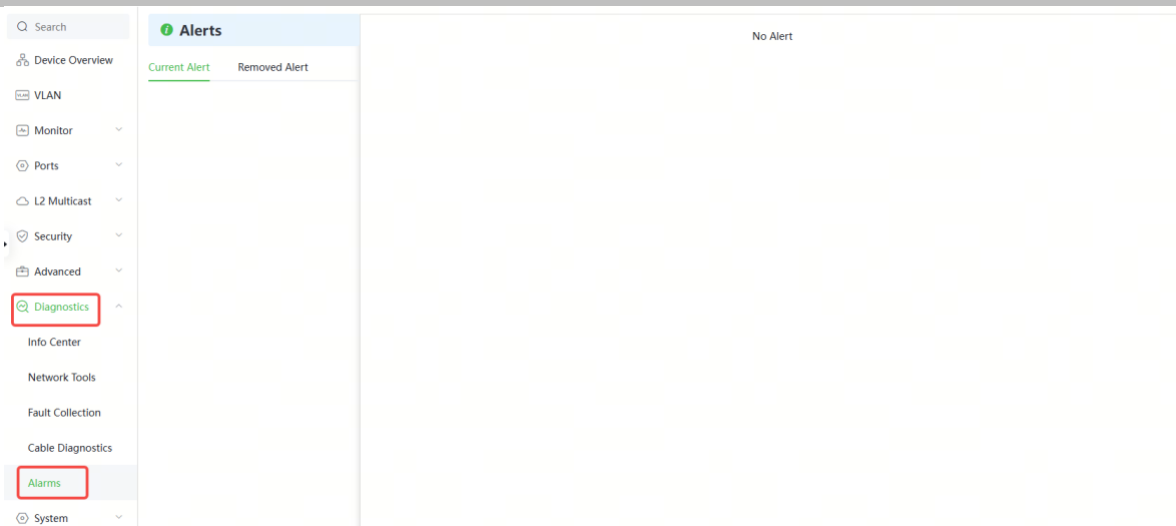 Search
Device Overview
VLAN
VLAN
Monitor
Ports
L2 Multicast
Security
Advanced
Diagnostics
Info Center
Network Tools
Fault Collection
Cable Diagnostics
Alarms
System
Alerts
Current Alert Removed Alert
No Alert